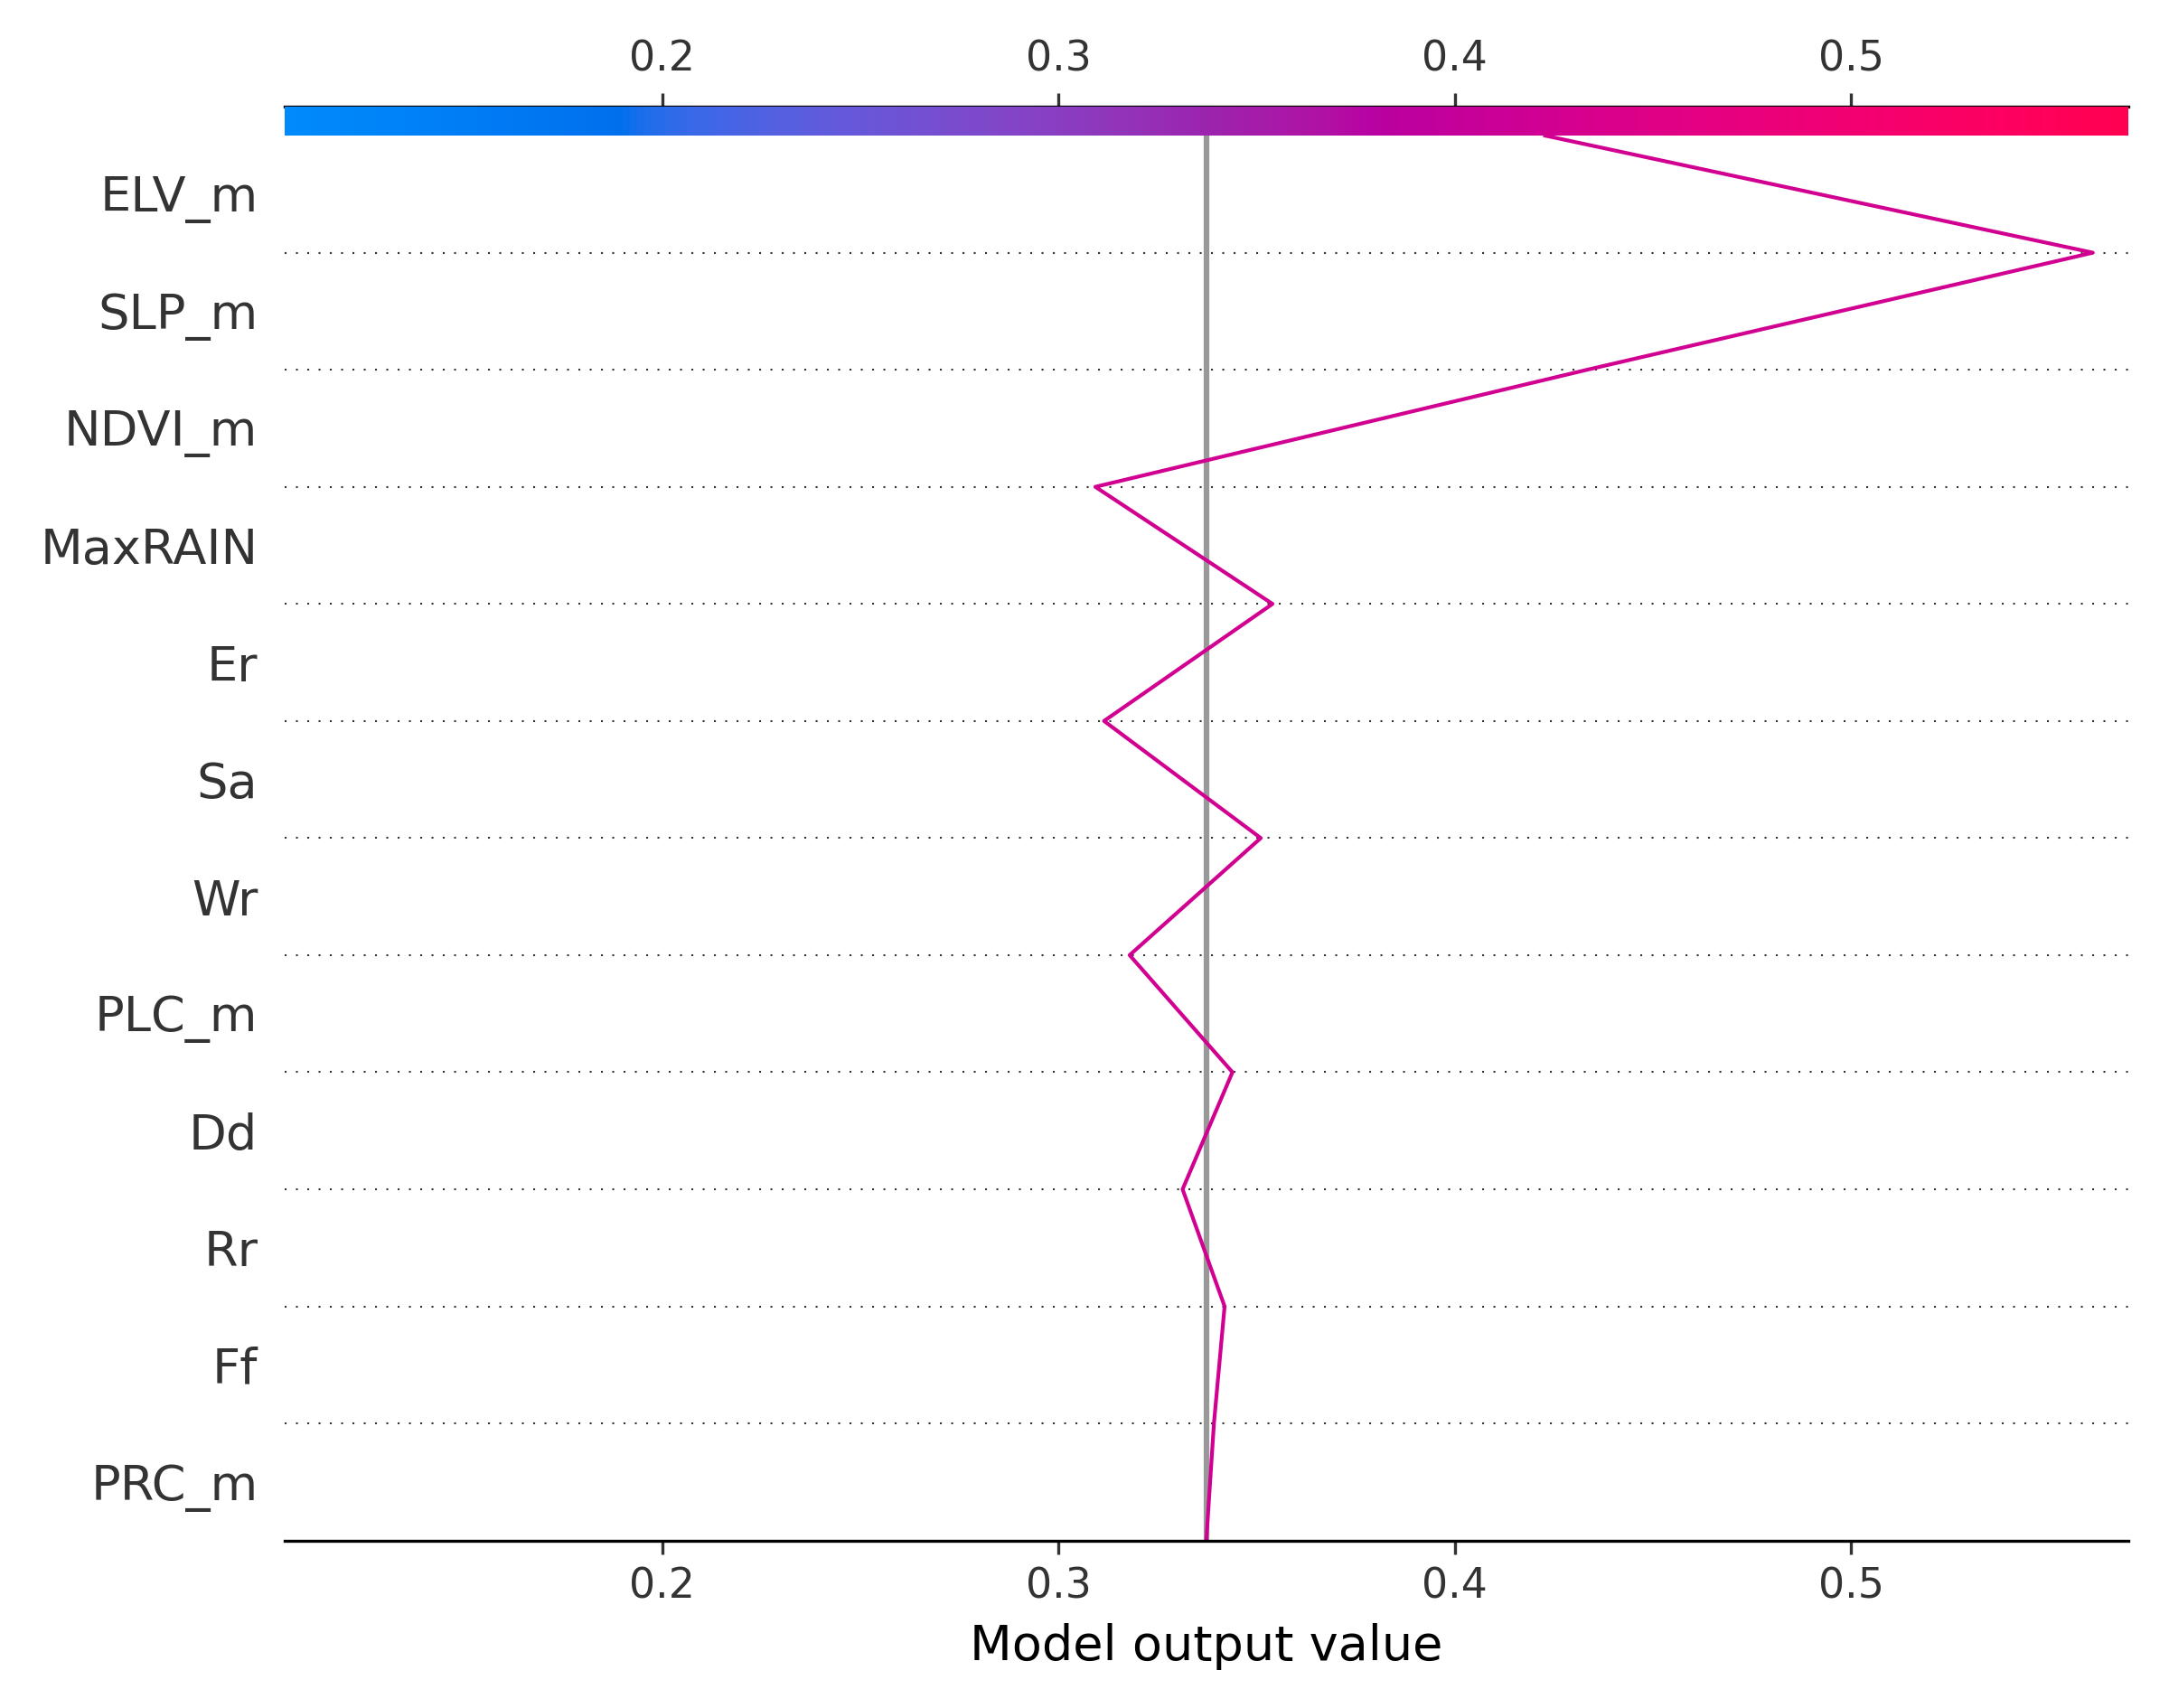 0.2 0.3 0.4 0.5
ELV_m
SLP_m
NDVI_m
MaxRAIN
Er
Sa
Wr
PLC_m
Dd
Rr
Ff
PRC_m
0.2 0.3 0.4 0.5
Model output value